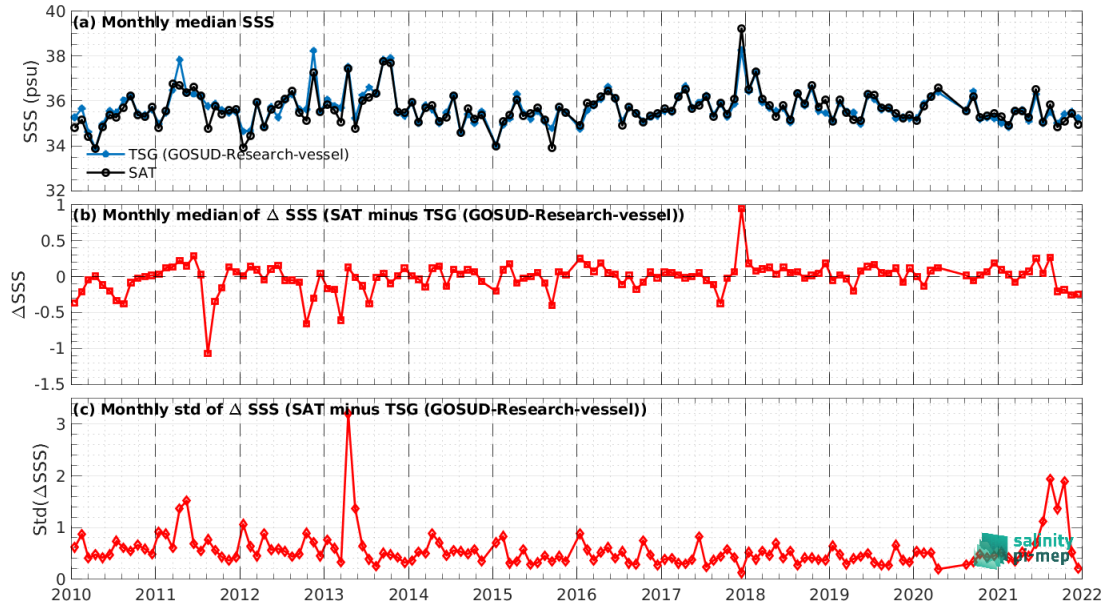 (a) Monthly median SSS
40
38
36
34
32
SSS (psu)
TSG (GOSUD-Research-vessel)
SAT
(b) Monthly median of Δ SSS (SAT minus TSG (GOSUD-Research-vessel))
1
0.5
0
-0.5
-1
-1.5
ΔSSS
(c) Monthly std of Δ SSS (SAT minus TSG (GOSUD-Research-vessel))
3
2
1
0
Std(ΔSSS)
salinity
pi-mep
2010 2011 2012 2013 2014 2015 2016 2017 2018 2019 2020 2021 2022